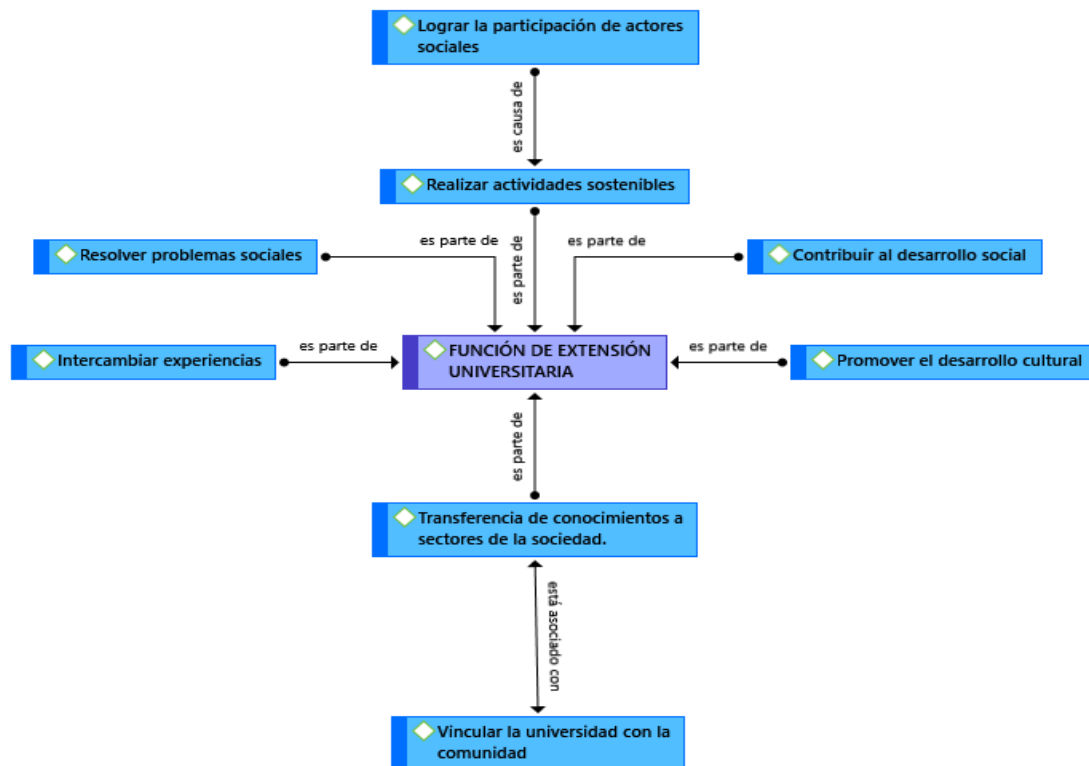 Lograr la participación de actores
sociales
es causa de
Realizar actividades sostenibles
es parte de
es parte de
Resolver problemas sociales
es parte de
Contribuir al desarrollo social
Intercambiar experiencias
es parte de
FUNCIÓN DE EXTENSIÓN
UNIVERSITARIA
es parte de
Promover el desarrollo cultural
es parte de
Transferencia de conocimientos a
sectores de la sociedad.
está asociado con
Vincular la universidad con la
comunidad